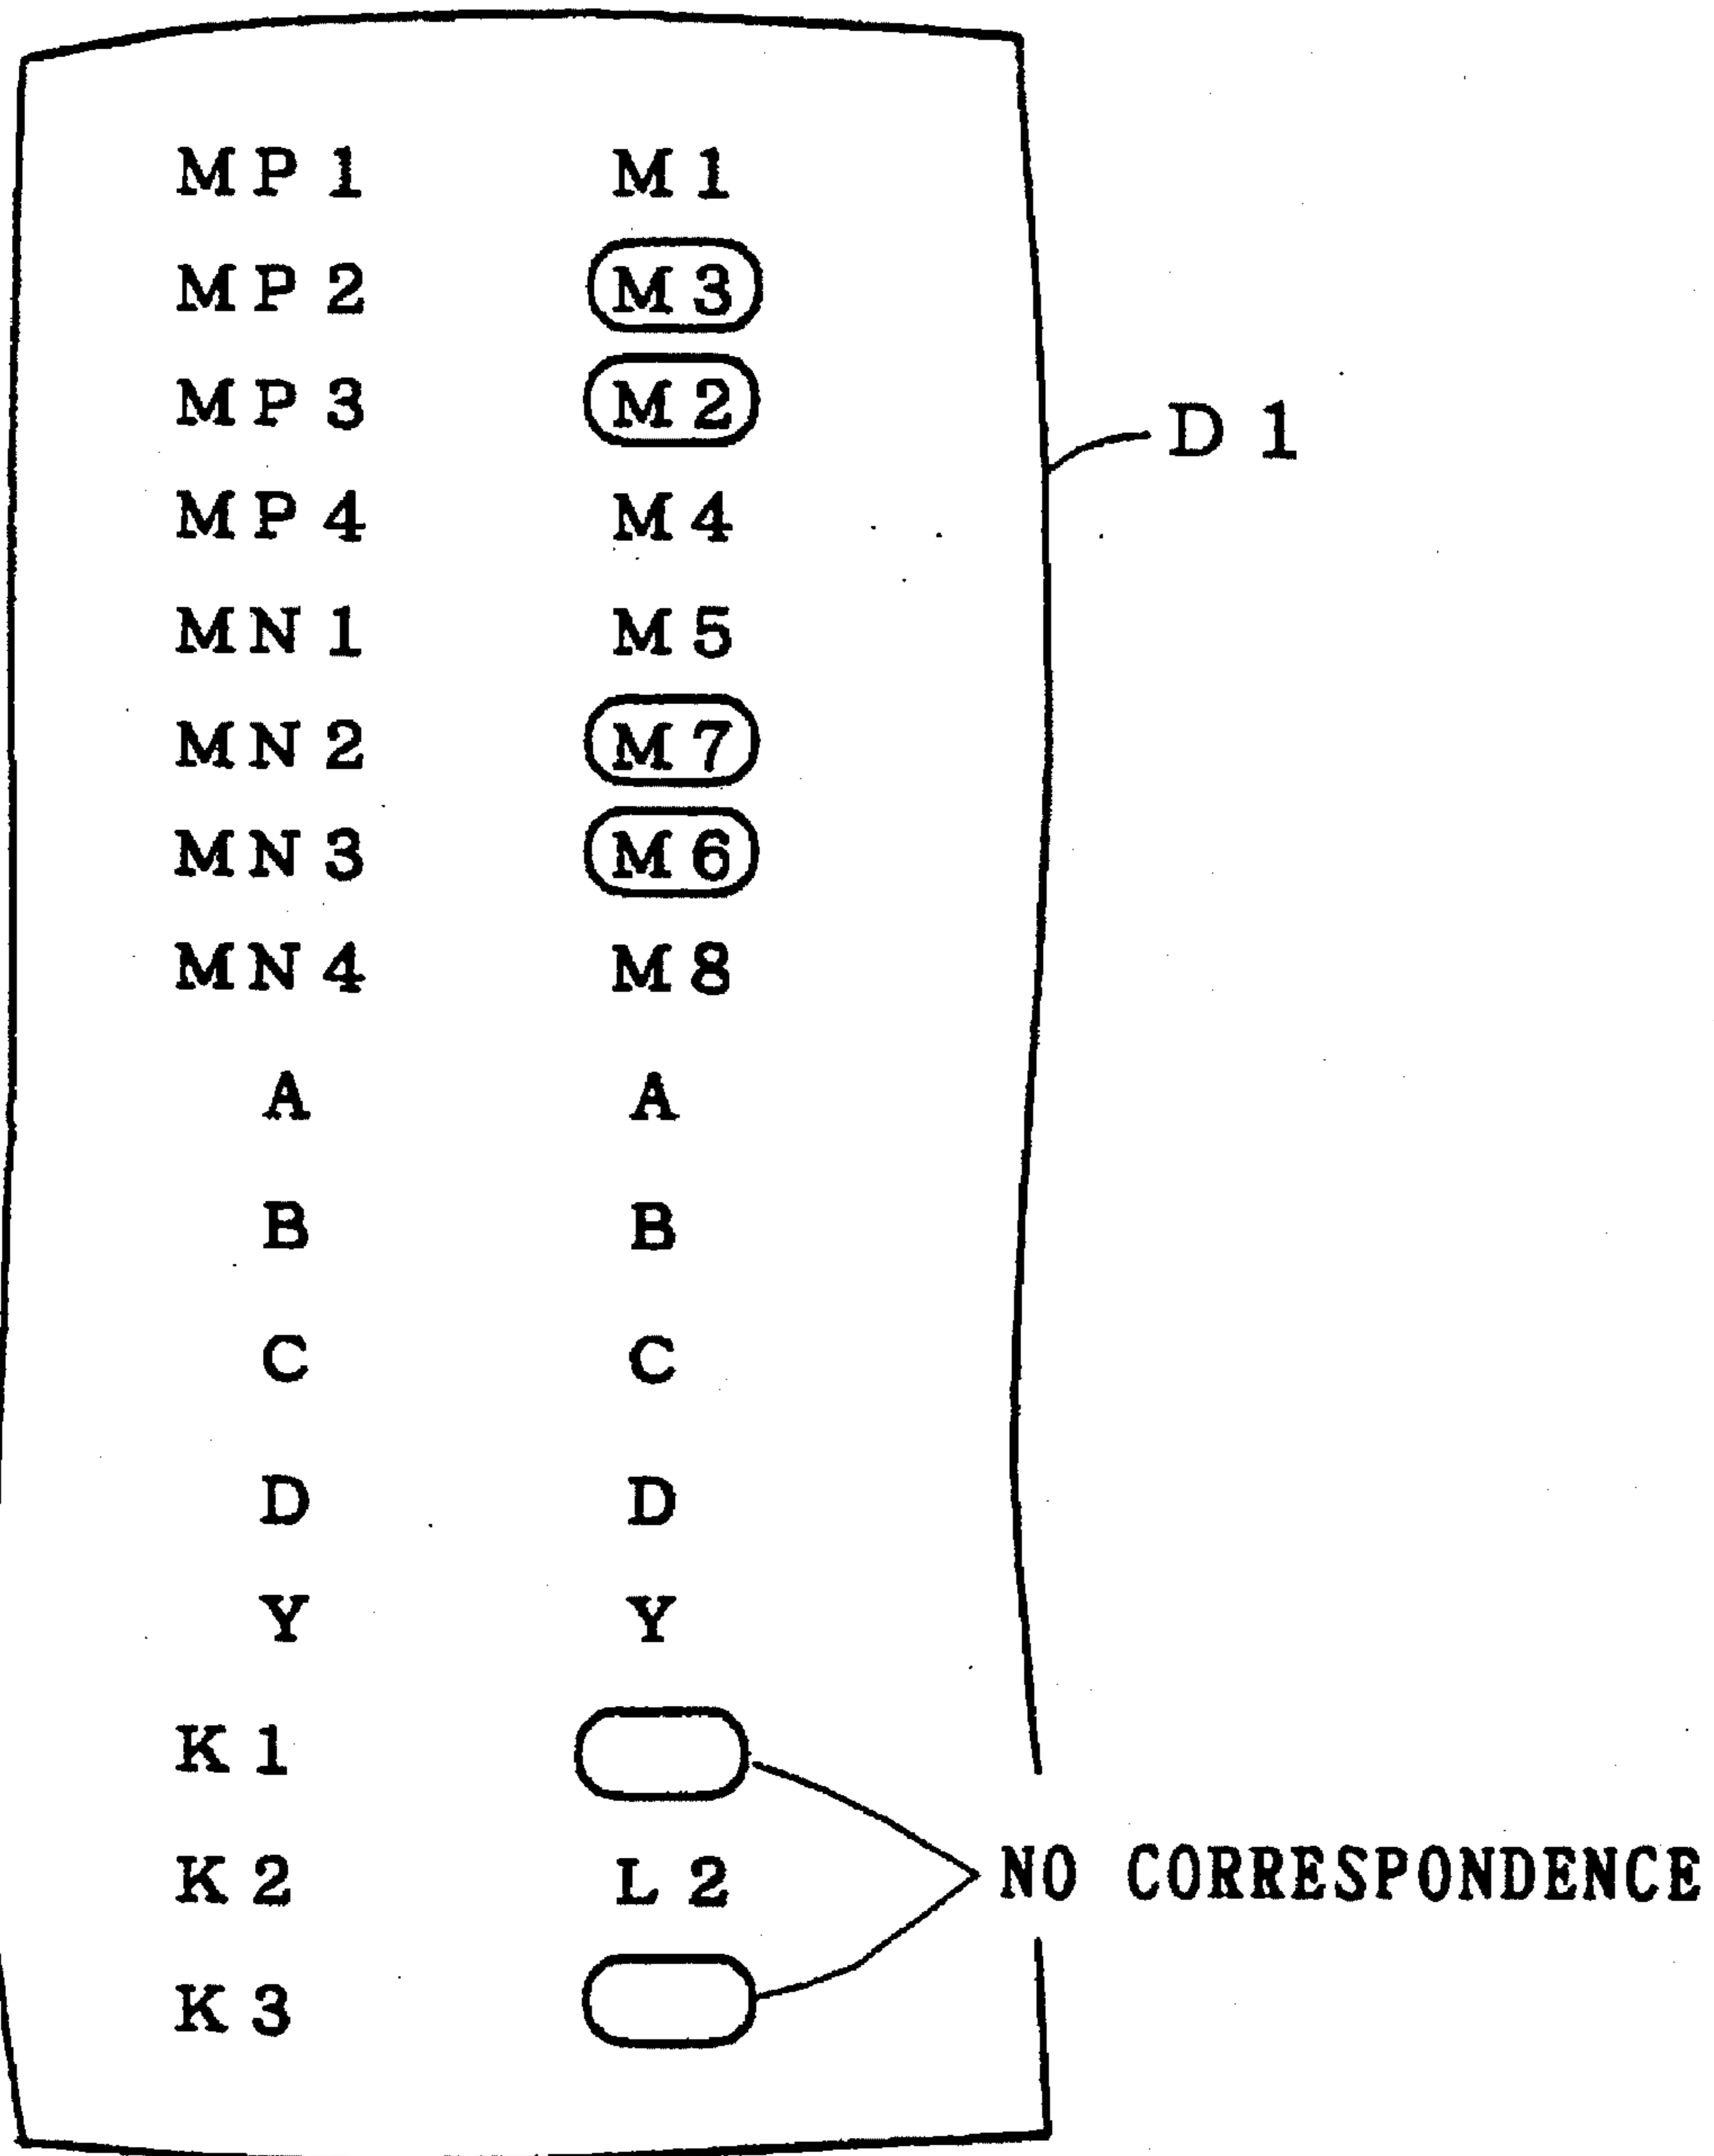 MP1 M1
MP2 M3
MP3 M2
D1
MP4 M4
MN1 M5
MN2 M7
MN3 M6
MN4 M8
A A
B B
C C
D D
Y Y
K1
K2 L2 NO CORRESPONDENCE
K3